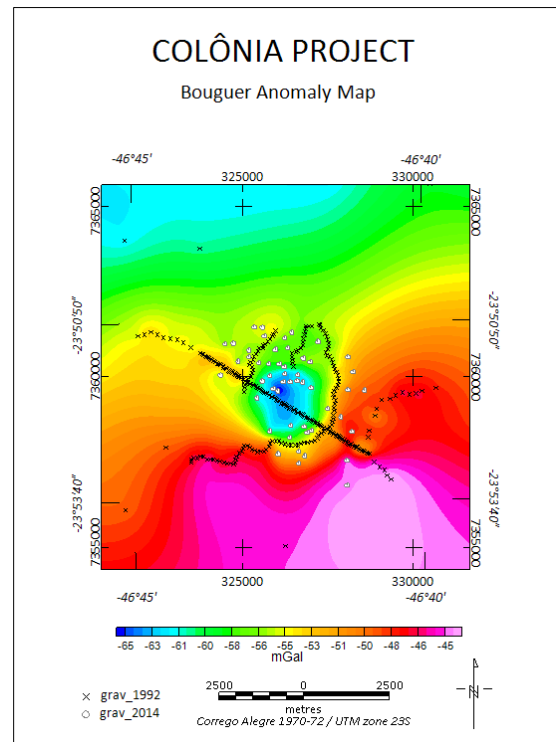 COLÔNIA PROJECT
Bouguer Anomaly Map
-46°45' -46°40'
325000 330000
7365000 7365000
-23°50'50" -23°50'50"
7360000 7360000
-23°53'40" -23°53'40"
7355000 7355000
325000 330000
-46°45' -46°40'
-65 -63 -61 -60 -58 -56 -55 -53 -51 -50 -48 -46 -45
mGal
grav_1992
grav_2014
2500 0 2500
metres
Corrego Alegre 1970-72 / UTM zone 23S
N